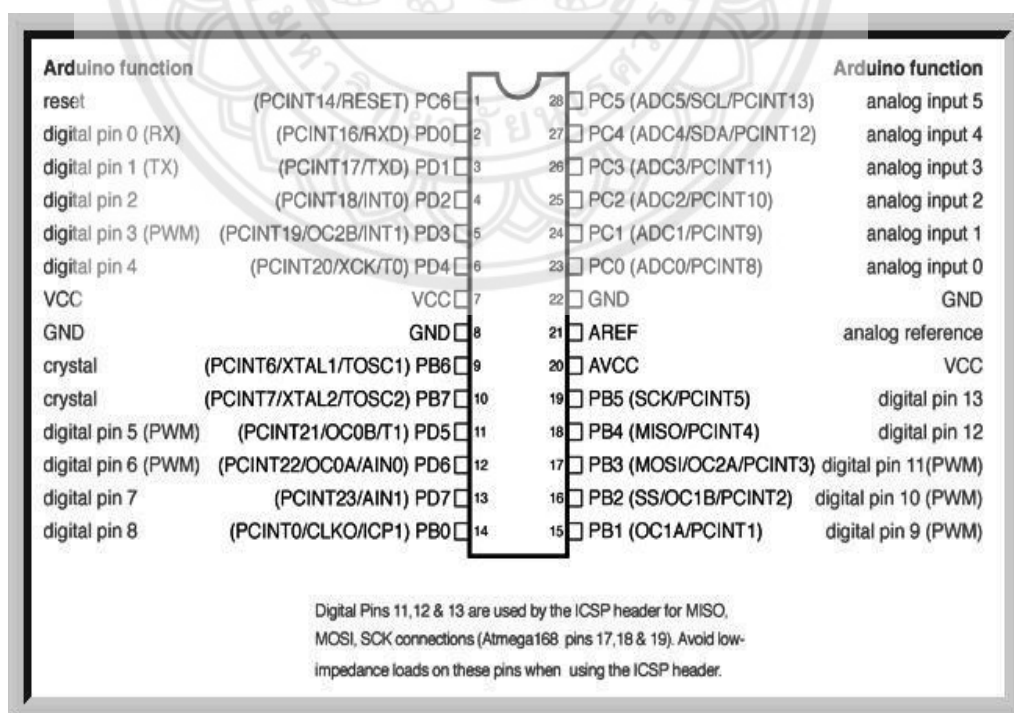 Arduino function Arduino function
reset (PCINT14/RESET) PC6 1 28 PC5 (ADC5/SCL/PCINT13) analog input 5
digital pin 0 (RX) (PCINT16/RXD) PD0 2 27 PC4 (ADC4/SDA/PCINT12) analog input 4
digital pin 1 (TX) (PCINT17/TXD) PD1 3 26 PC3 (ADC3/PCINT11) analog input 3
digital pin 2 (PCINT18/INT0) PD2 4 25 PC2 (ADC2/PCINT10) analog input 2
digital pin 3 (PWM) (PCINT19/OC2B/INT1) PD3 5 24 PC1 (ADC1/PCINT9) analog input 1
digital pin 4 (PCINT20/XCK/T0) PD4 6 23 PC0 (ADC0/PCINT8) analog input 0
VCC VCC 7 22 GND GND
GND GND 8 21 AREF analog reference
crystal (PCINT6/XTAL1/TOSC1) PB6 9 20 AVCC VCC
crystal (PCINT7/XTAL2/TOSC2) PB7 10 19 PB5 (SCK/PCINT5) digital pin 13
digital pin 5 (PWM) (PCINT21/OC0B/T1) PD5 11 18 PB4 (MISO/PCINT4) digital pin 12
digital pin 6 (PWM) (PCINT22/OC0A/AIN0) PD6 12 17 PB3 (MOSI/OC2A/PCINT3) digital pin 11(PWM)
digital pin 7 (PCINT23/AIN1) PD7 13 16 PB2 (SS/OC1B/PCINT2) digital pin 10 (PWM)
digital pin 8 (PCINT0/CLKO/ICP1) PB0 14 15 PB1 (OC1A/PCINT1) digital pin 9 (PWM)
Digital Pins 11,12 & 13 are used by the ICSP header for MISO,
MOSI, SCK connections (Atmega168 pins 17,18 & 19). Avoid low-
impedance loads on these pins when using the ICSP header.